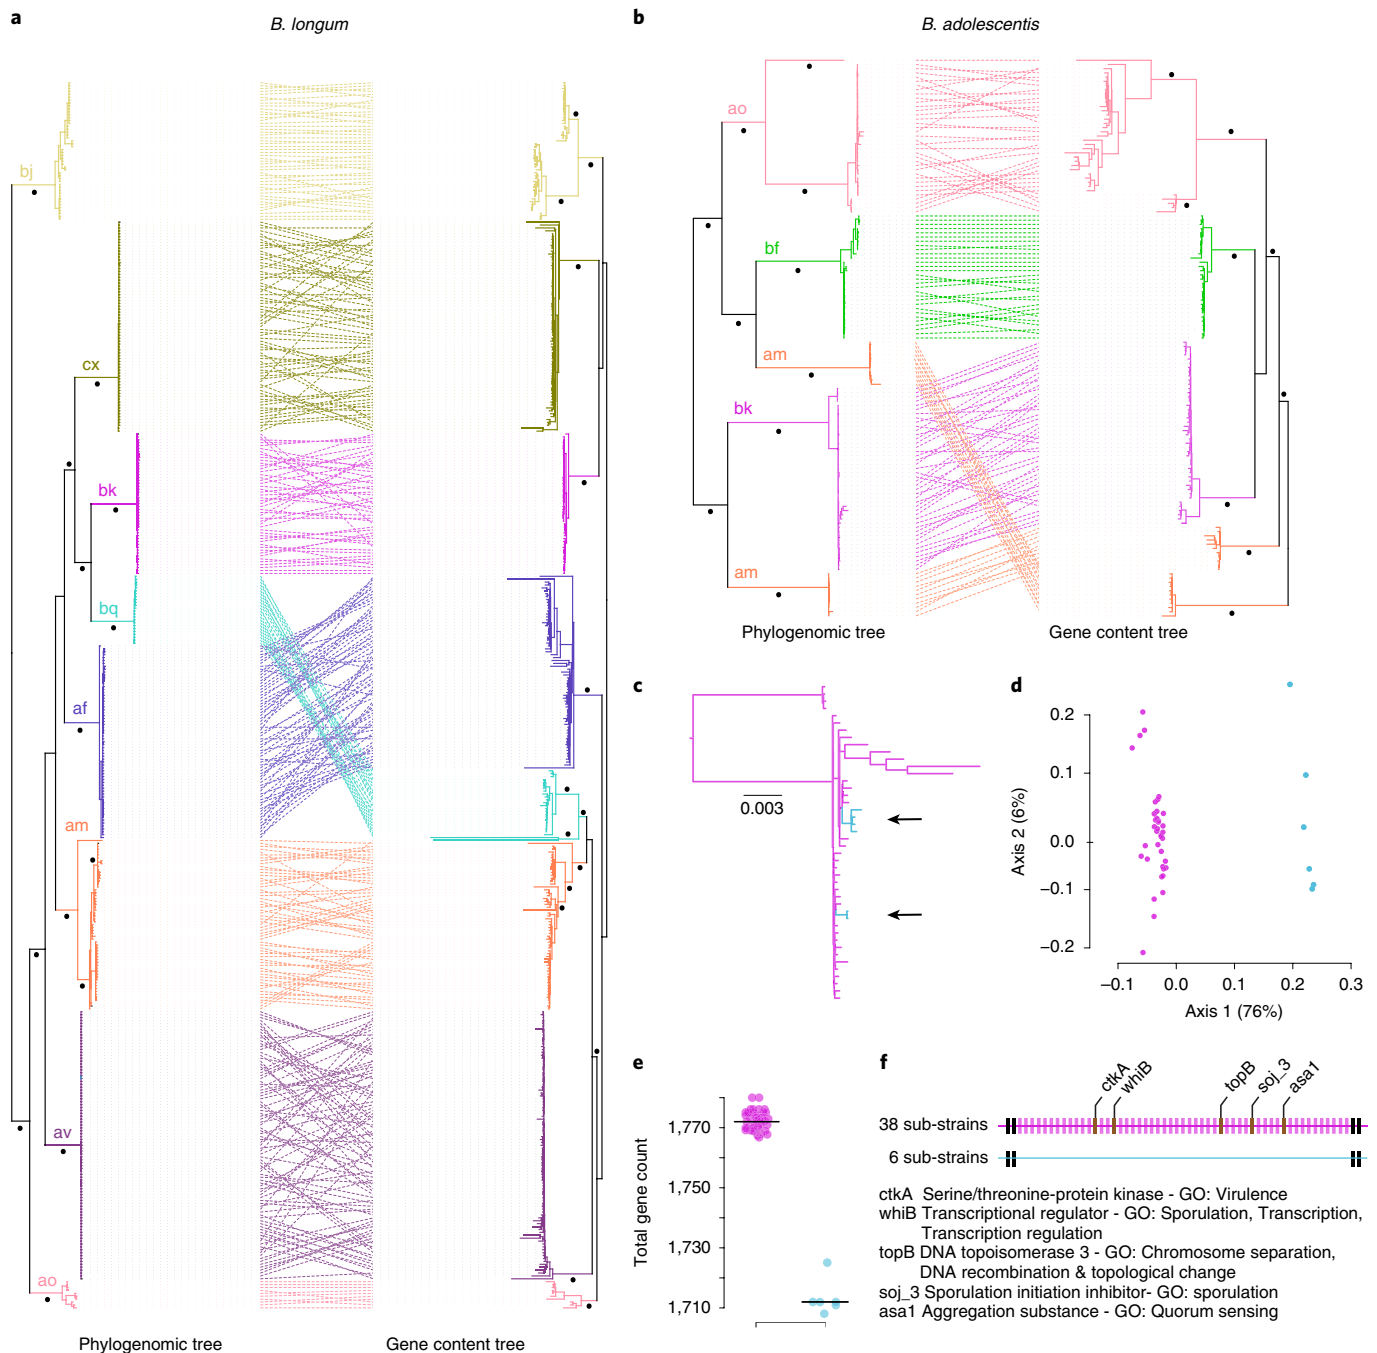 a
B. longum
bj
cx
bk
bq
af
am
av
ao
Phylogenomic tree
Gene content tree
b
B. adolescentis
ao
bf
am
bk
am
Phylogenomic tree
Gene content tree
c
0.003
d
Axis 2 (6%)
0.2
0.1
0.0
−0.1
−0.2
−0.1
0.0
0.1
0.2
0.3
Axis 1 (76%)
e
Total gene count
1,770
1,750
1,730
1,710
f
ctkA
whiB
topB
soj_3
asa1
38 sub-strains
6 sub-strains
ctkA Serine/threonine-protein kinase - GO: Virulence
whiB Transcriptional regulator - GO: Sporulation, Transcription,
Transcription regulation
topB DNA topoisomerase 3 - GO: Chromosome separation,
DNA recombination & topological change
soj_3 Sporulation initiation inhibitor- GO: sporulation
asa1 Aggregation substance - GO: Quorum sensing